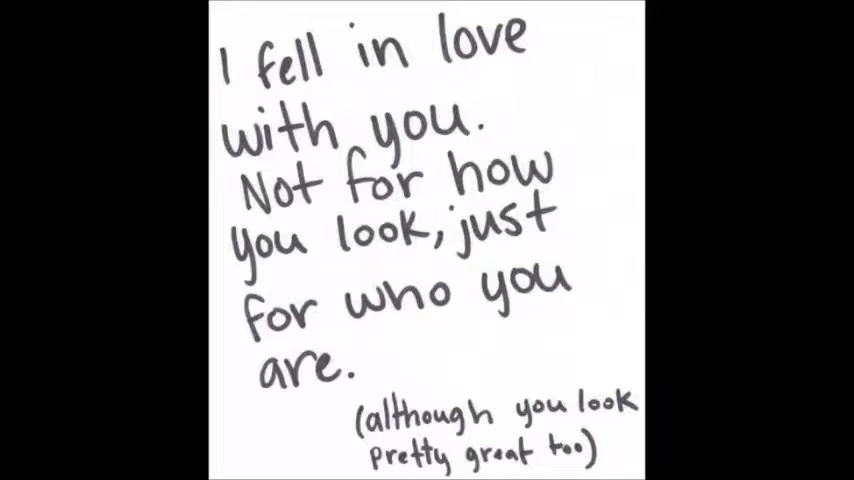 I fell in love
with you.
Not for how
you look, just
for who you
are.
(although you look
pretty great too)